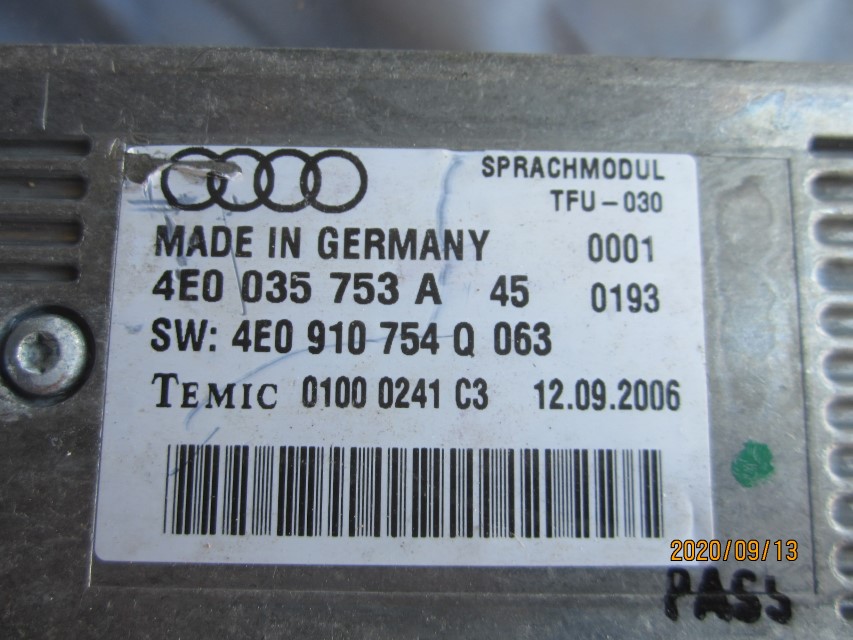 SPRACHMODUL
TFU-030
MADE IN GERMANY 0001
4E0 035 753 A 45 0193
SW: 4E0 910 754 Q 063
TEMIC 0100 0241 C3 12.09.2006
2020/09/13
PASS